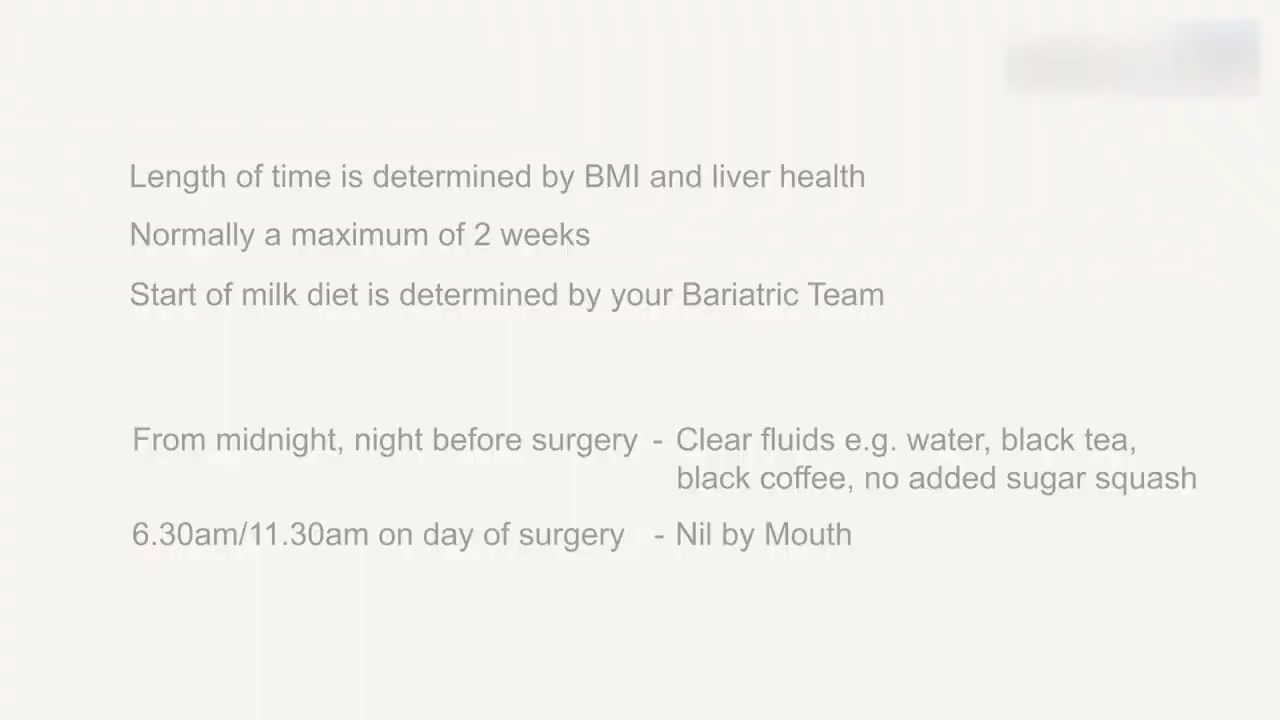 Length of time is determined by BMI and liver health
Normally a maximum of 2 weeks
Start of milk diet is determined by your Bariatric Team
From midnight, night before surgery - Clear fluids e.g. water, black tea,
black coffee, no added sugar squash
6.30am/11.30am on day of surgery - Nil by Mouth